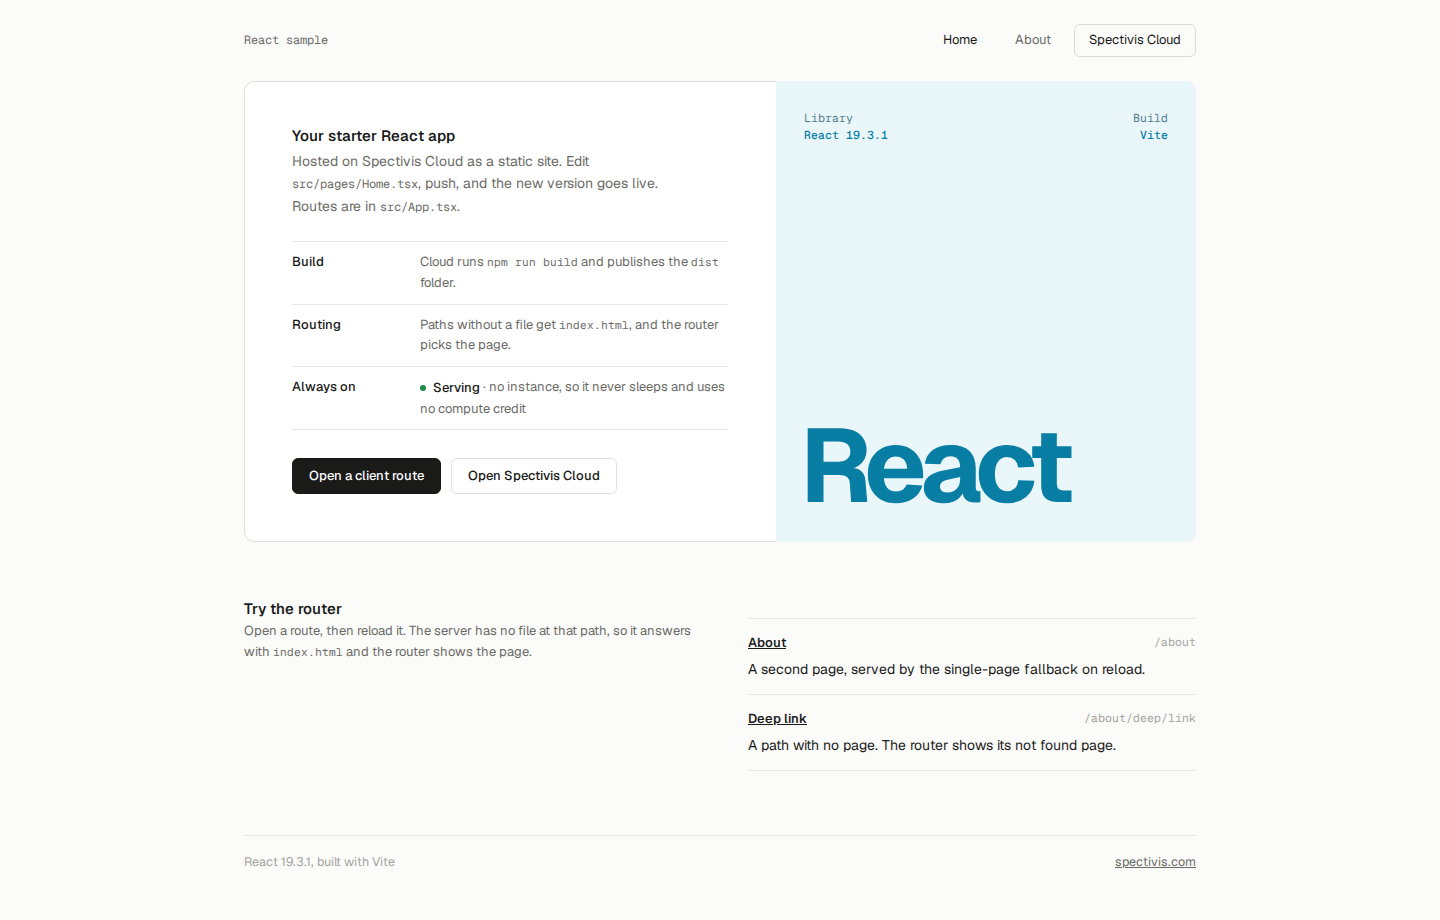 React sample
Home
About
Spectivis Cloud
Your starter React app
Hosted on Spectivis Cloud as a static site. Edit
src/pages/Home.tsx, push, and the new version goes live.
Routes are in src/App.tsx.
Build
Cloud runs npm run build and publishes the dist
folder.
Routing
Paths without a file get index.html, and the router
picks the page.
Always on
Serving · no instance, so it never sleeps and uses
no compute credit
Open a client route
Open Spectivis Cloud
Library
React 19.3.1
Build
Vite
React
Try the router
Open a route, then reload it. The server has no file at that path, so it answers
with index.html and the router shows the page.
About
/about
A second page, served by the single-page fallback on reload.
Deep link
/about/deep/link
A path with no page. The router shows its not found page.
React 19.3.1, built with Vite
spectivis.com